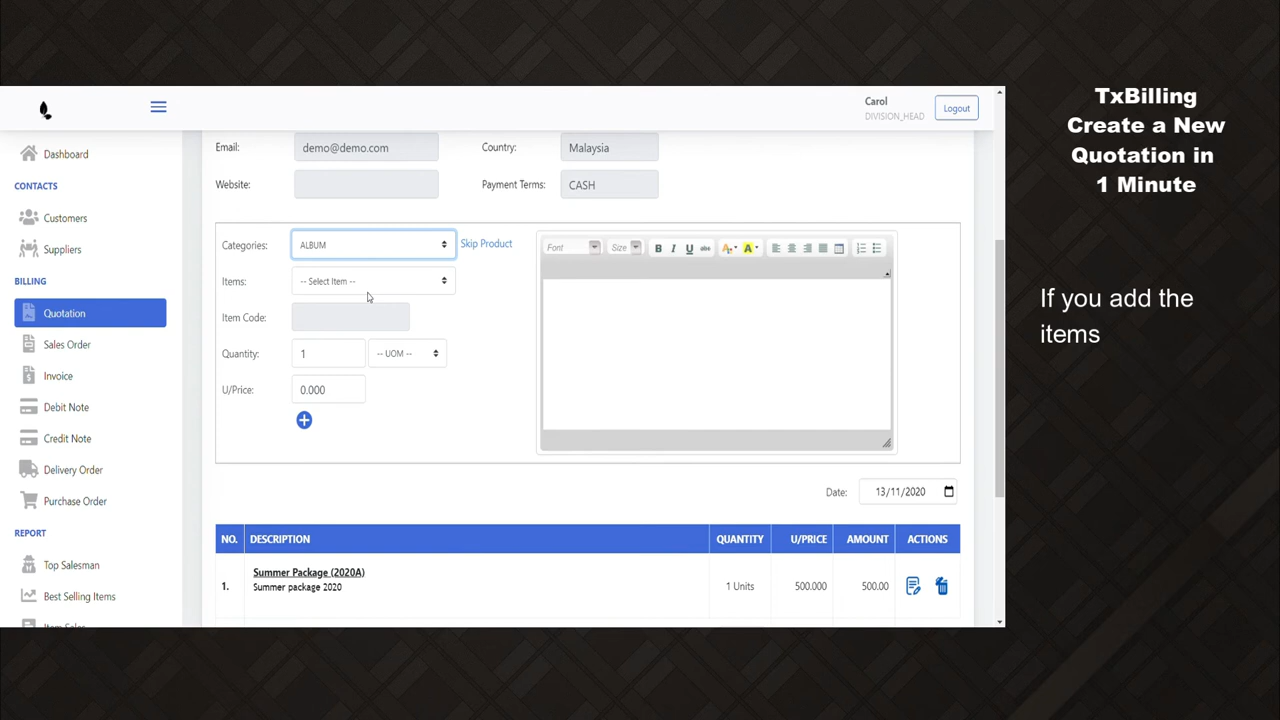 Carol
DIVISION_HEAD
Logout
Dashboard
CONTACTS
Customers
Suppliers
BILLING
Quotation
Sales Order
Invoice
Debit Note
Credit Note
Delivery Order
Purchase Order
REPORT
Top Salesman
Best Selling Items
Item Sales
Email: demo@demo.com Country: Malaysia
Website: Payment Terms: CASH
Categories: ALBUM Skip Product
Items: -- Select Item --
Item Code:
Quantity: 1 -- UOM --
U/Price: 0.000
Font Size B I U abc A A
Date: 13/11/2020
NO. DESCRIPTION QUANTITY U/PRICE AMOUNT ACTIONS
Summer Package (2020A)
1. Summer package 2020 1 Units 500.000 500.00
TxBilling
Create a New
Quotation in
1 Minute
If you add the
items